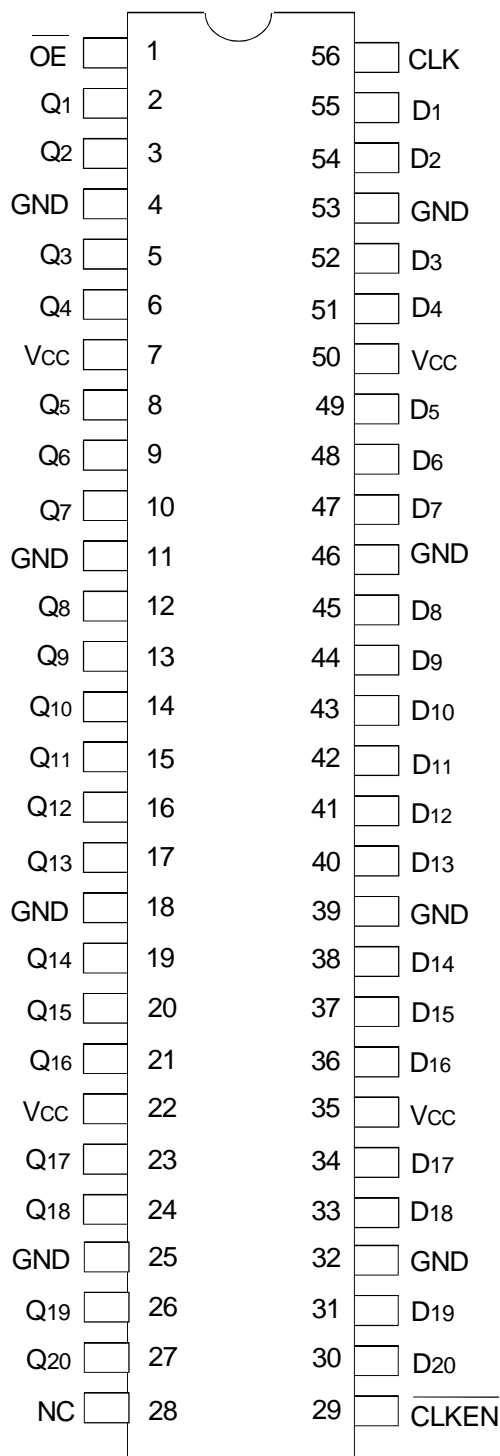 OE 1 56 CLK
Q1 2 55 D1
Q2 3 54 D2
GND 4 53 GND
Q3 5 52 D3
Q4 6 51 D4
VCC 7 50 VCC
Q5 8 49 D5
Q6 9 48 D6
Q7 10 47 D7
GND 11 46 GND
Q8 12 45 D8
Q9 13 44 D9
Q10 14 43 D10
Q11 15 42 D11
Q12 16 41 D12
Q13 17 40 D13
GND 18 39 GND
Q14 19 38 D14
Q15 20 37 D15
Q16 21 36 D16
VCC 22 35 VCC
Q17 23 34 D17
Q18 24 33 D18
GND 25 32 GND
Q19 26 31 D19
Q20 27 30 D20
NC 28 29 CLKEN